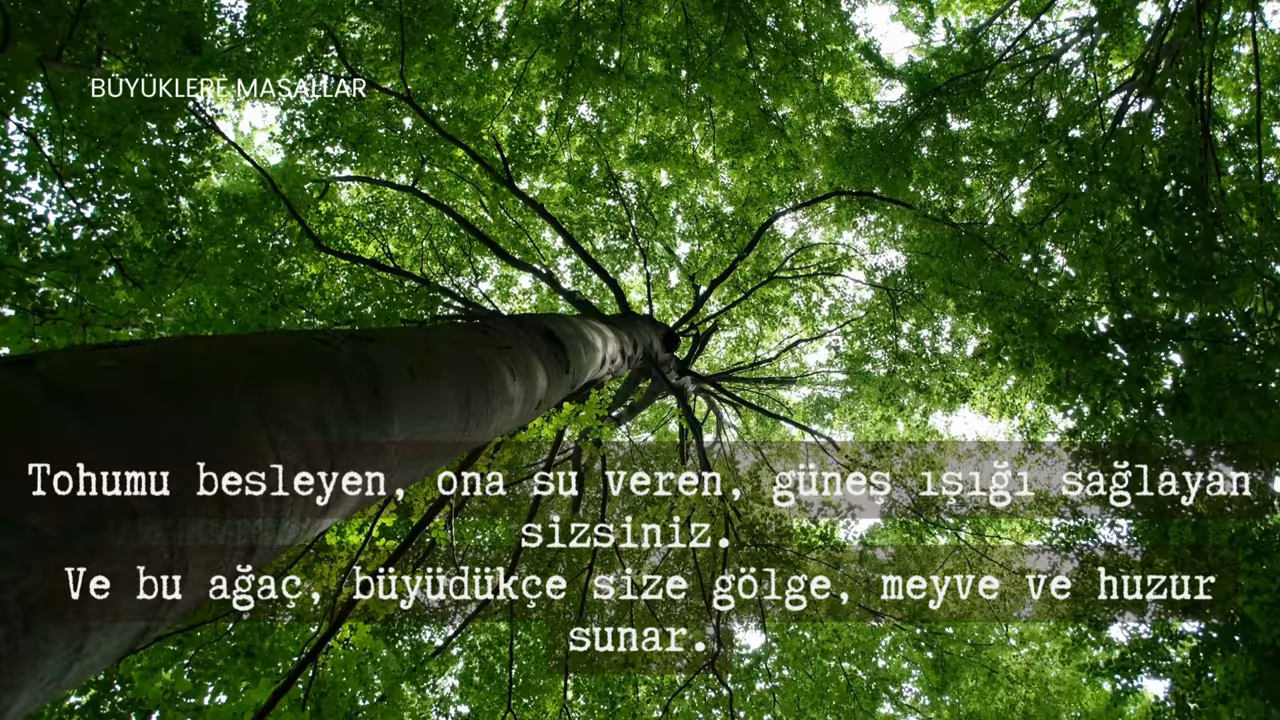 BÜYÜKLERE MASALLAR
Tohumu besleyen, ona su veren, güneş ısığı sağlayan
sizsiniz.
Ve bu ağaç, büyüdükçe size gölge, meyve ve huzur
sunar.